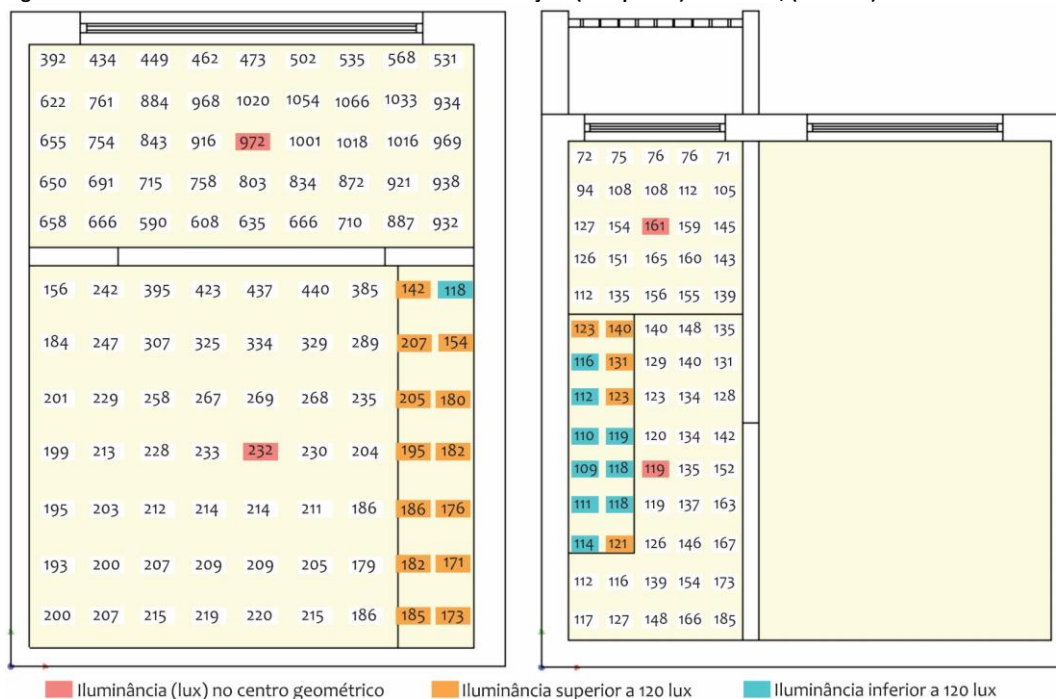 392 434 449 462 473 502 535 568 531
622 761 884 968 1020 1054 1066 1033 934
655 754 843 916 972 1001 1018 1016 969
650 691 715 758 803 834 872 921 938
658 666 590 608 635 666 710 887 932
156 242 395 423 437 440 385 142 118
184 247 307 325 334 329 289 207 154
201 229 258 267 269 268 235 205 180
199 213 228 233 232 230 204 195 182
195 203 212 214 214 211 186 186 176
193 200 207 209 209 205 179 182 171
200 207 215 219 220 215 186 185 173
72 75 76 76 71
94 108 108 112 105
127 154 161 159 145
126 151 165 160 143
112 135 156 155 139
123 140 140 148 135
116 131 129 140 131
112 123 123 134 128
110 119 120 134 142
109 118 119 135 152
111 118 119 137 163
114 121 126 146 167
112 116 139 154 173
117 127 148 166 185
Iluminância (lux) no centro geométrico Iluminância superior a 120 lux Iluminância inferior a 120 lux